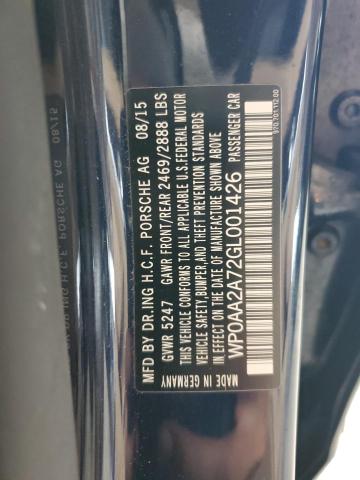 MFD BY DR.ING H.C.F. PORSCHE AG 08/15
GVWR 5247 GAWR FRONT/REAR 2469/2888 LBS
THIS VEHICLE CONFORMS TO ALL APPLICABLE U.S.FEDERAL MOTOR
VEHICLE SAFETY,BUMPER,AND THEFT PREVENTION STANDARDS
IN EFFECT ON THE DATE OF MANUFACTURE SHOWN ABOVE
WP0AA2A72GL001426 PASSENGER CAR
MADE IN GERMANY